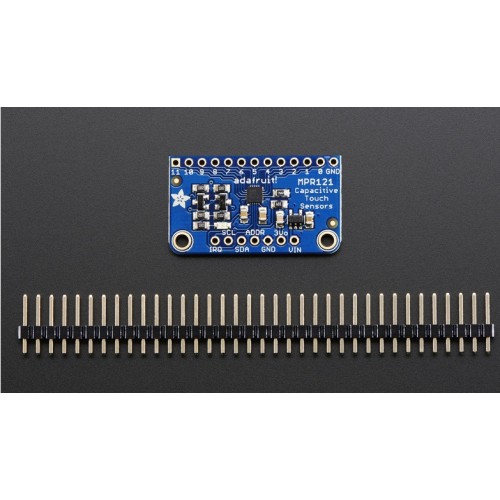 11 10 9 8 7 6 5 4 3 2 1 0 GND
adafruit!
MPR121
Capacitive
Touch
Sensors
SCL ADDR 3Vo
IRQ SDA GND VIN